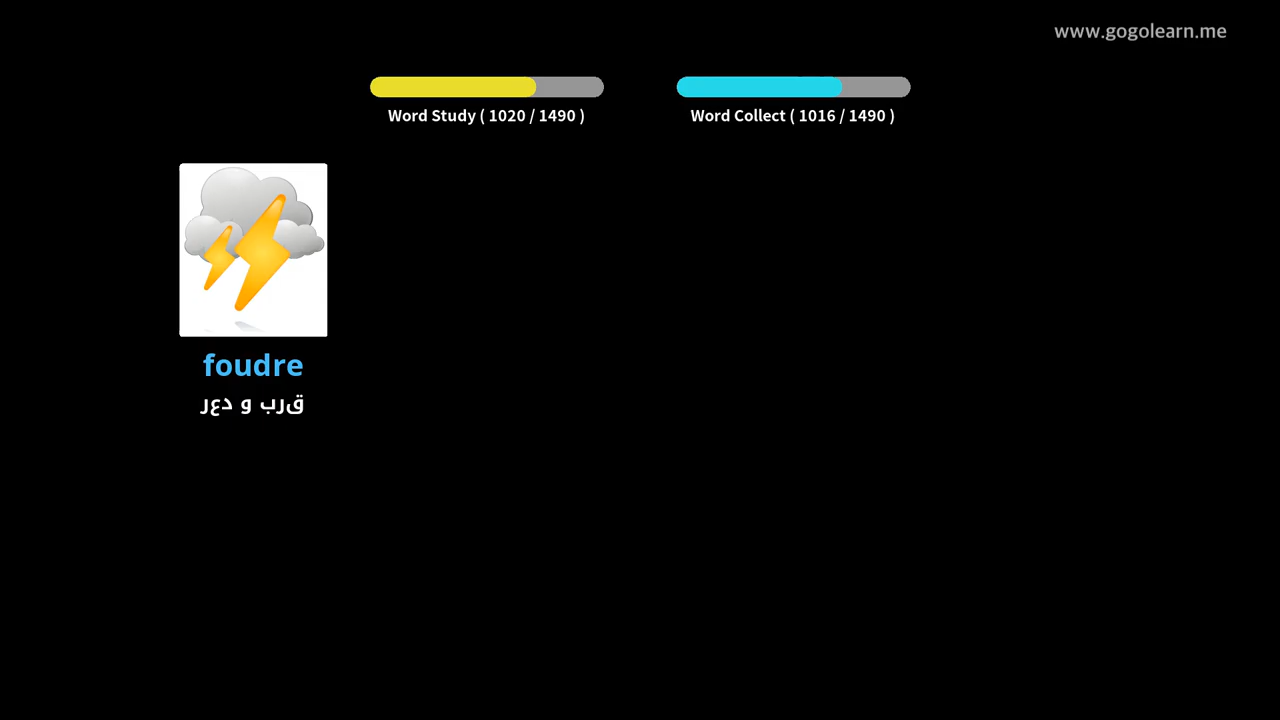 www.gogolearn.me
Word Study ( 1020 / 1490 )
Word Collect ( 1016 / 1490 )
foudre
قرب و دعر